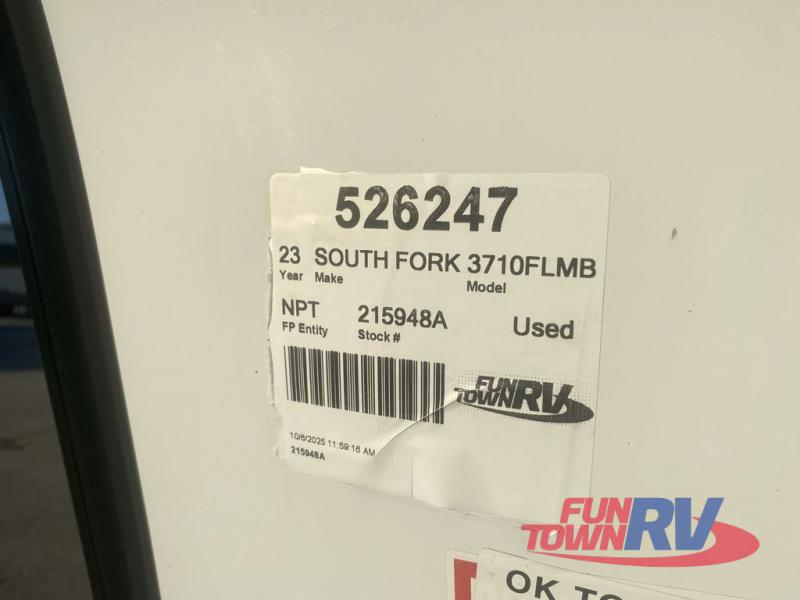 526247
23 SOUTH FORK 3710FLMB
Year Make Model
NPT 215948A Used
FP Entity Stock #
FUN
TOWN RV
10/6/2025 11:59:16 AM
215948A
FUN
TOWN RV
OK TO